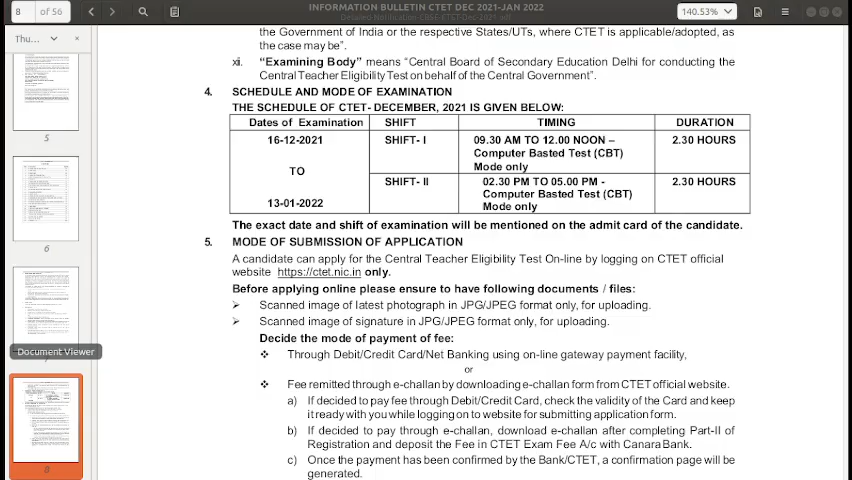 8 of 56
INFORMATION BULLETIN CTET DEC 2021-JAN 2022
Detailed-Notification-CBSE-CTET-Dec-2021.pdf
140.53%
Thu...
5
6
Document Viewer
8
the Government of India or the respective States/UTs, where CTET is applicable/adopted, as
the case may be”.
xi. “Examining Body” means “Central Board of Secondary Education Delhi for conducting the
Central Teacher Eligibility Test on behalf of the Central Government”.
4. SCHEDULE AND MODE OF EXAMINATION
THE SCHEDULE OF CTET- DECEMBER, 2021 IS GIVEN BELOW:
Dates of Examination SHIFT TIMING DURATION
16-12-2021 SHIFT- I 09.30 AM TO 12.00 NOON – 2.30 HOURS
Computer Basted Test (CBT)
Mode only
TO
SHIFT- II 02.30 PM TO 05.00 PM - 2.30 HOURS
Computer Basted Test (CBT)
13-01-2022 Mode only
The exact date and shift of examination will be mentioned on the admit card of the candidate.
5. MODE OF SUBMISSION OF APPLICATION
A candidate can apply for the Central Teacher Eligibility Test On-line by logging on CTET official
website https://ctet.nic.in only.
Before applying online please ensure to have following documents / files:
➢ Scanned image of latest photograph in JPG/JPEG format only, for uploading.
➢ Scanned image of signature in JPG/JPEG format only, for uploading.
Decide the mode of payment of fee:
❖ Through Debit/Credit Card/Net Banking using on-line gateway payment facility,
or
❖ Fee remitted through e-challan by downloading e-challan form from CTET official website.
a) If decided to pay fee through Debit/Credit Card, check the validity of the Card and keep
it ready with you while logging on to website for submitting application form.
b) If decided to pay through e-challan, download e-challan after completing Part-II of
Registration and deposit the Fee in CTET Exam Fee A/c with Canara Bank.
c) Once the payment has been confirmed by the Bank/CTET, a confirmation page will be
generated.